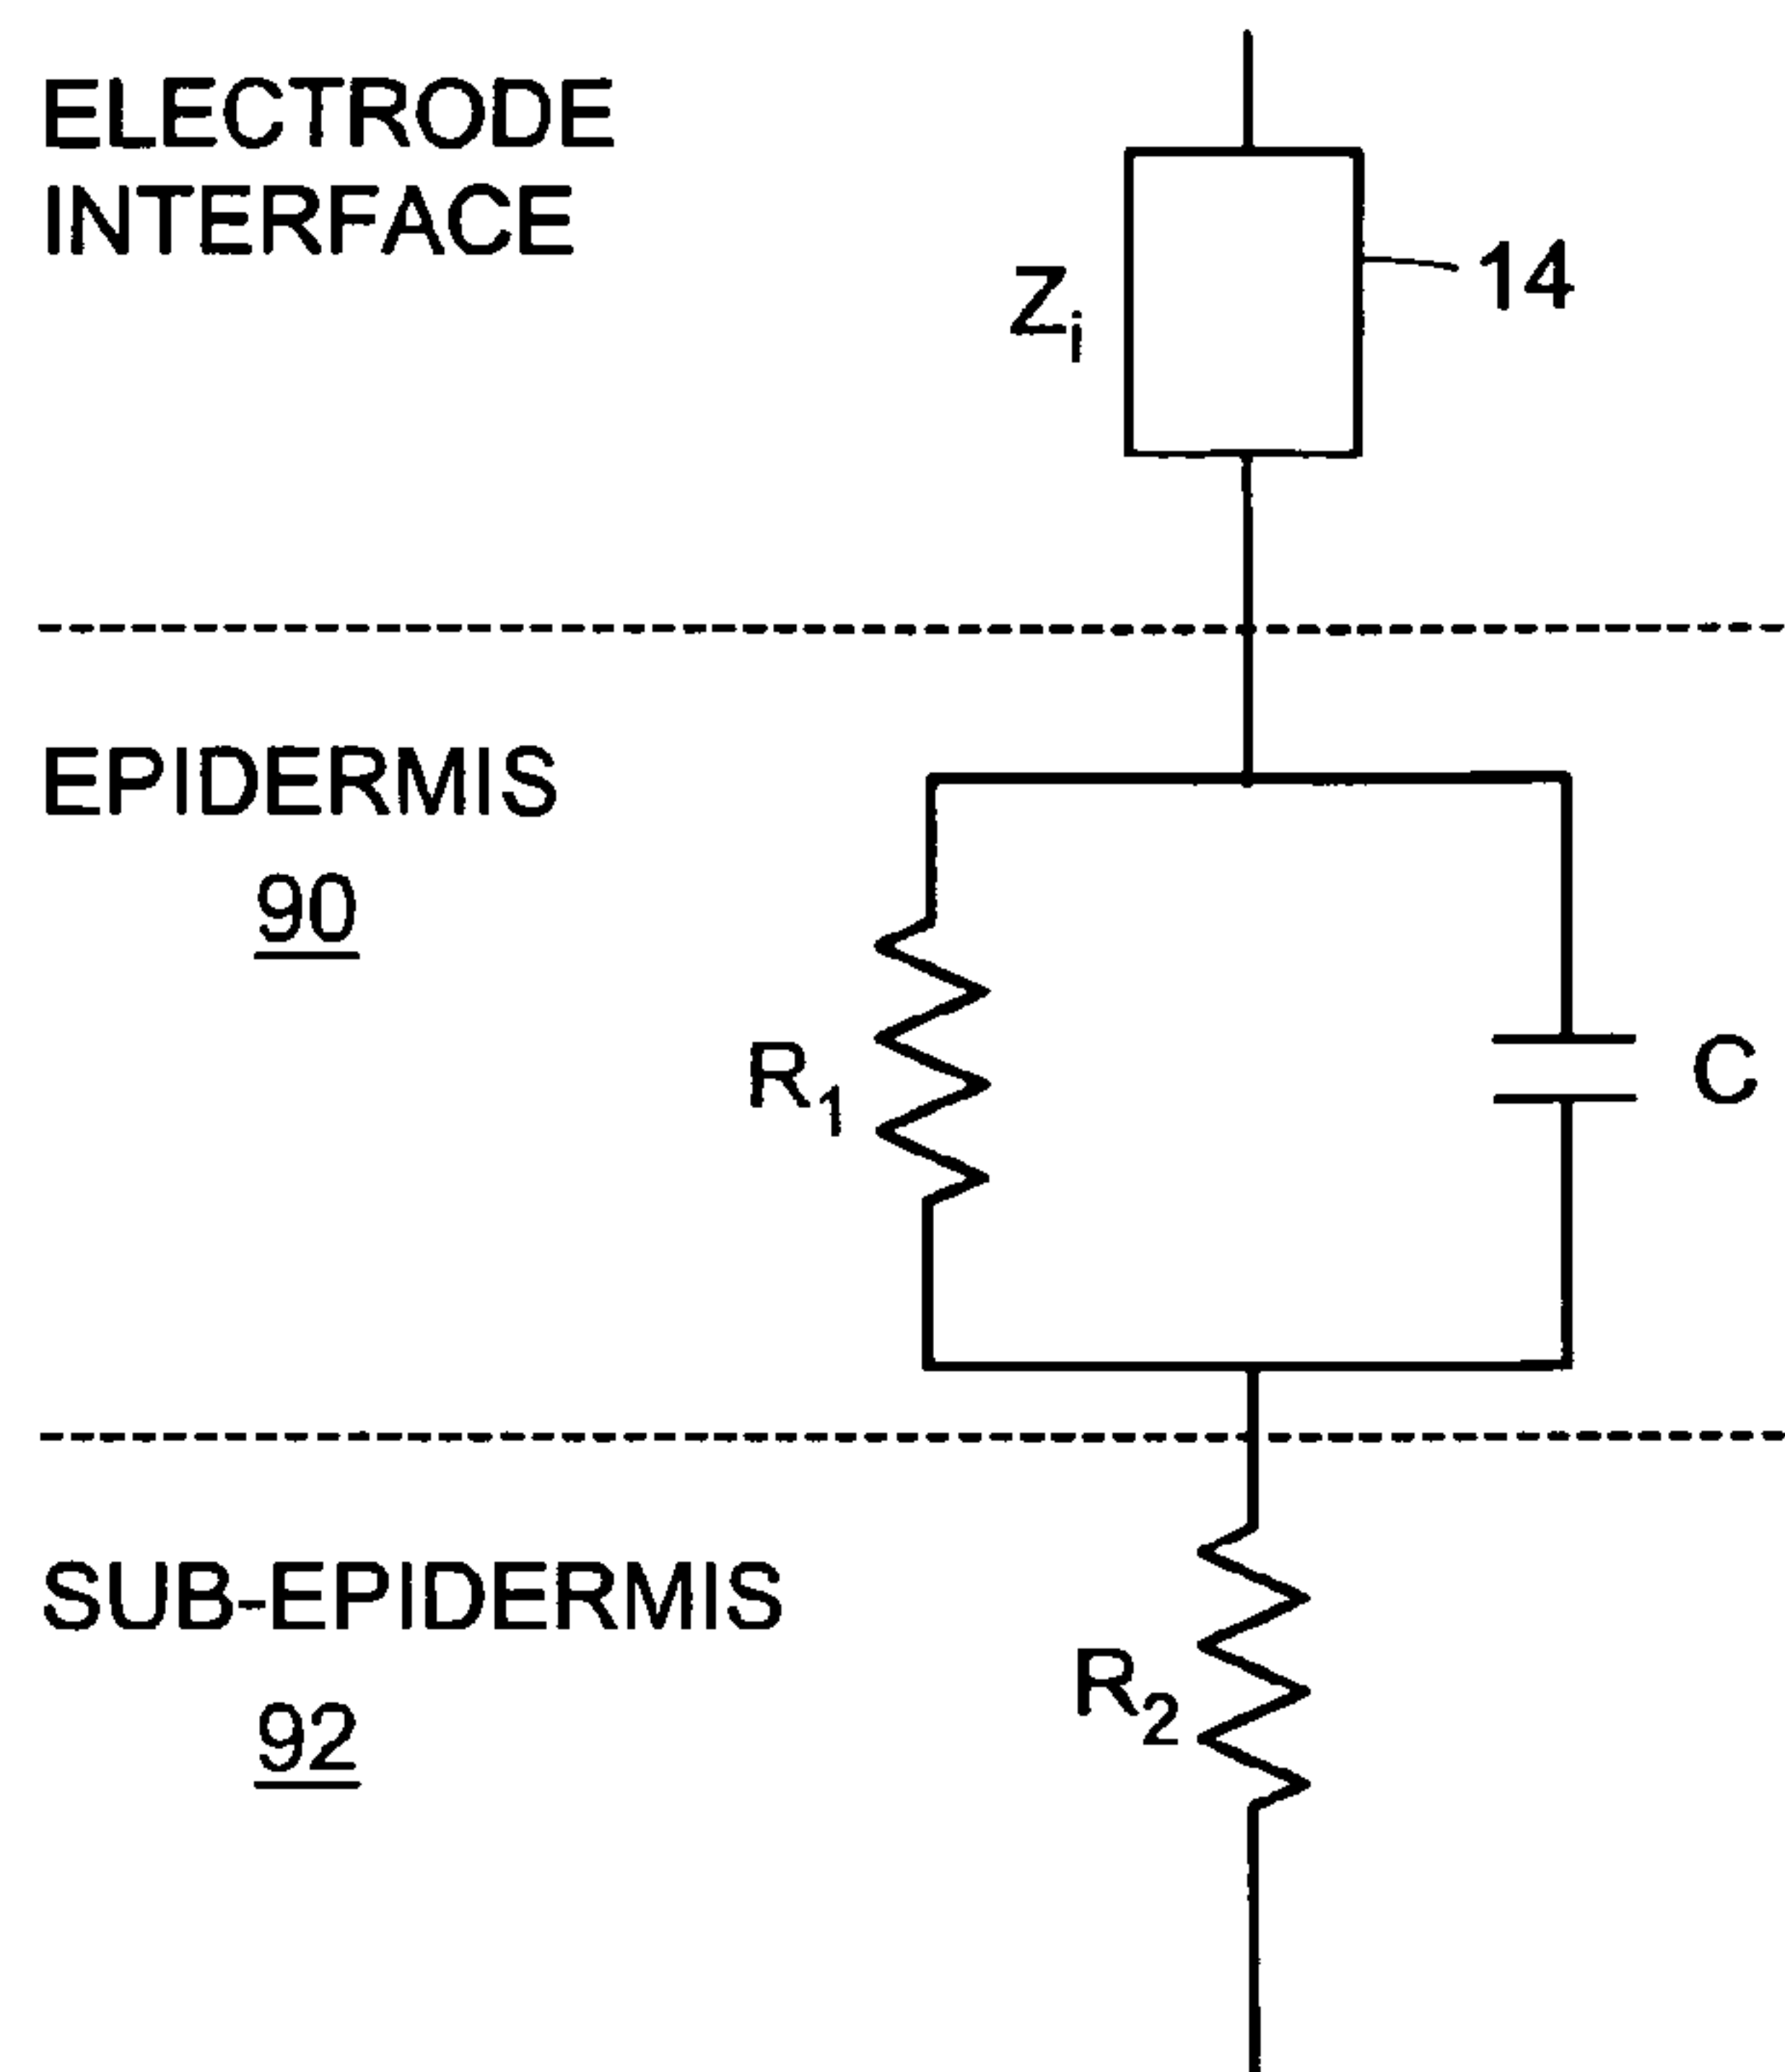 ELECTRODE
INTERFACE
Zi
14
EPIDERMIS
90
R1
C
SUB-EPIDERMIS
R2
92